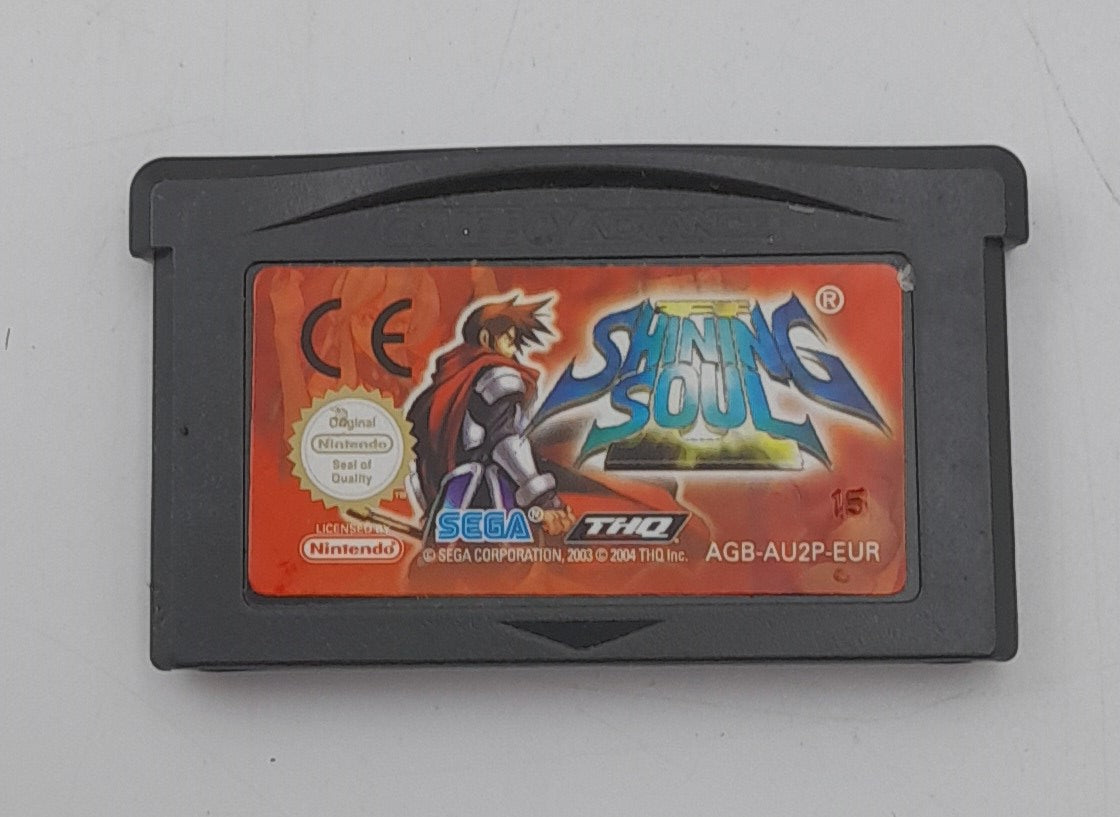 GAME BOY ADVANCE
CE
SHINING
SOUL
II
®
Original
Nintendo
Seal of
Quality
LICENSED BY
Nintendo®
SEGA®
THQ
© SEGA CORPORATION, 2003 © 2004 THQ Inc.
AGB-AU2P-EUR
15